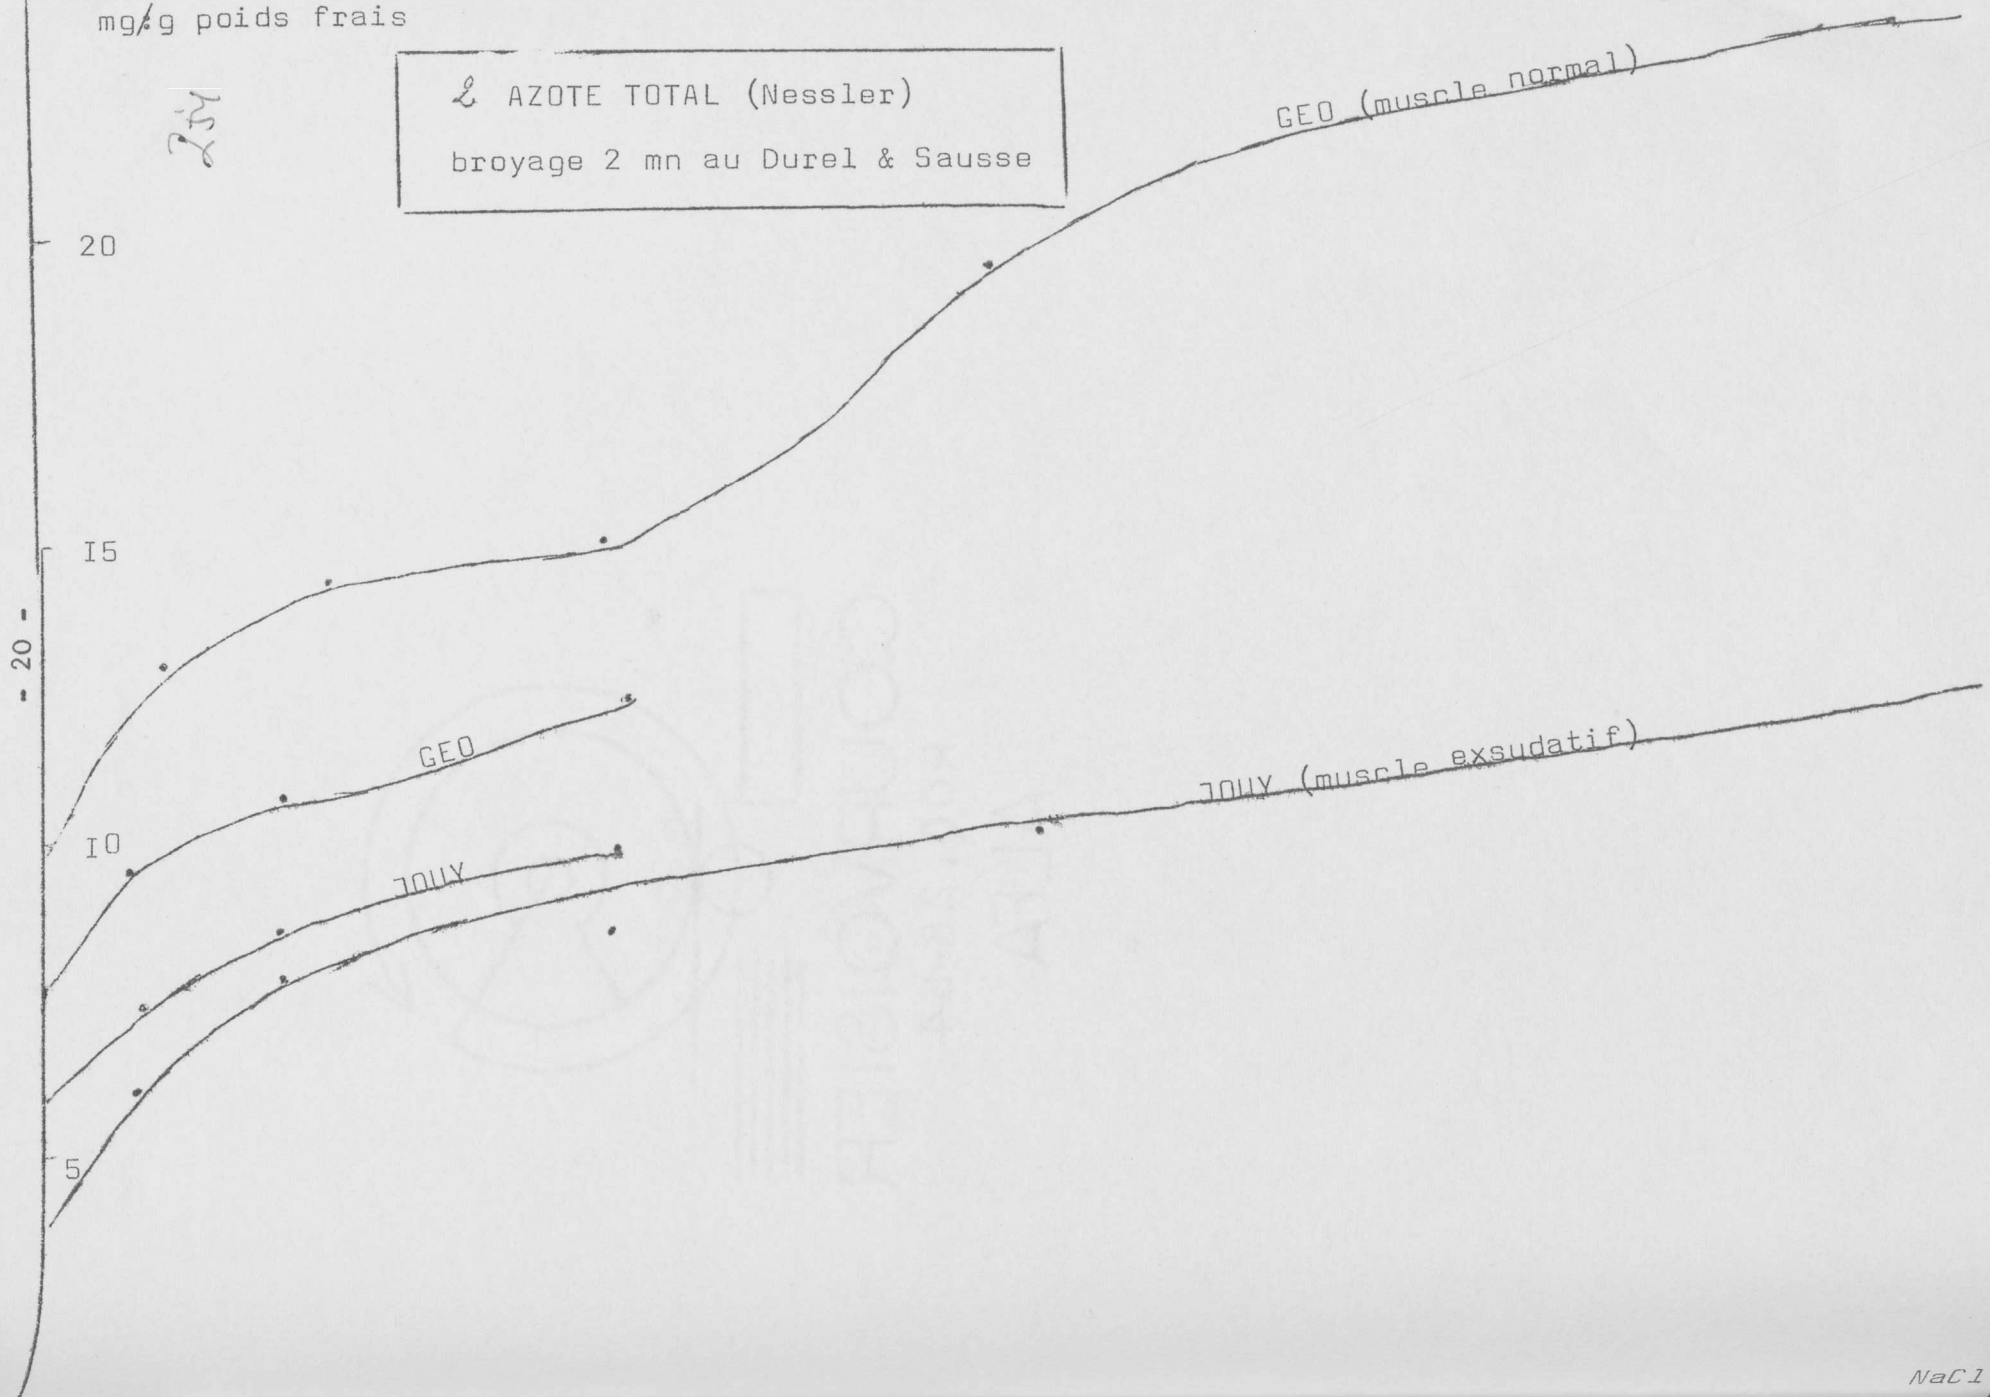 mg/g poids frais
254
2 AZOTE TOTAL (Nessler)
broyage 2 mn au Durel & Sausse
GEO (muscle normal)
20
I5
- 20 -
GEO
JOUY (muscle exsudatif)
I0
JOUY
5
NaCl